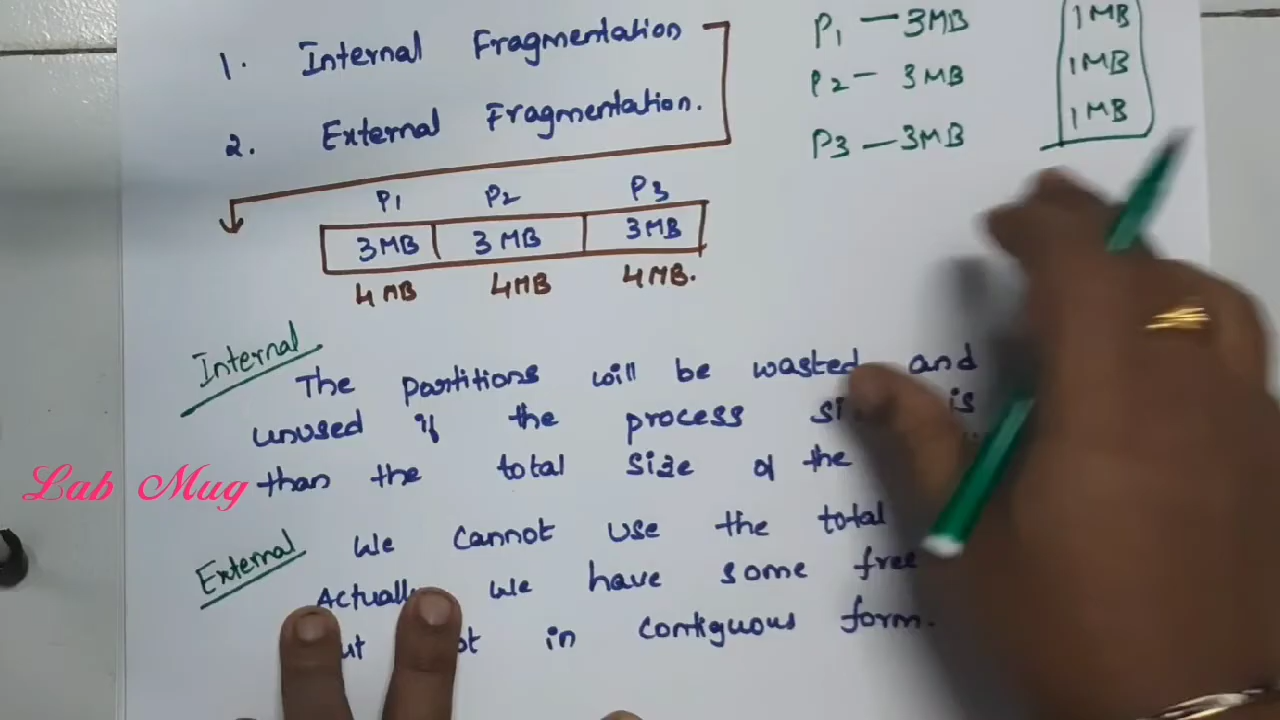 1. Internal Fragmentation
2. External Fragmentation.
P1 — 3MB
P2 — 3MB
P3 — 3MB
1MB
1MB
1MB
P1 P2 P3
3MB 3MB 3MB
4MB 4MB 4MB.
Internal
The partitions will be wasted and
unused if the process is
than the total size of the
Lab Mug
External
We cannot use the total
Actually we have some free
in contiguous form.